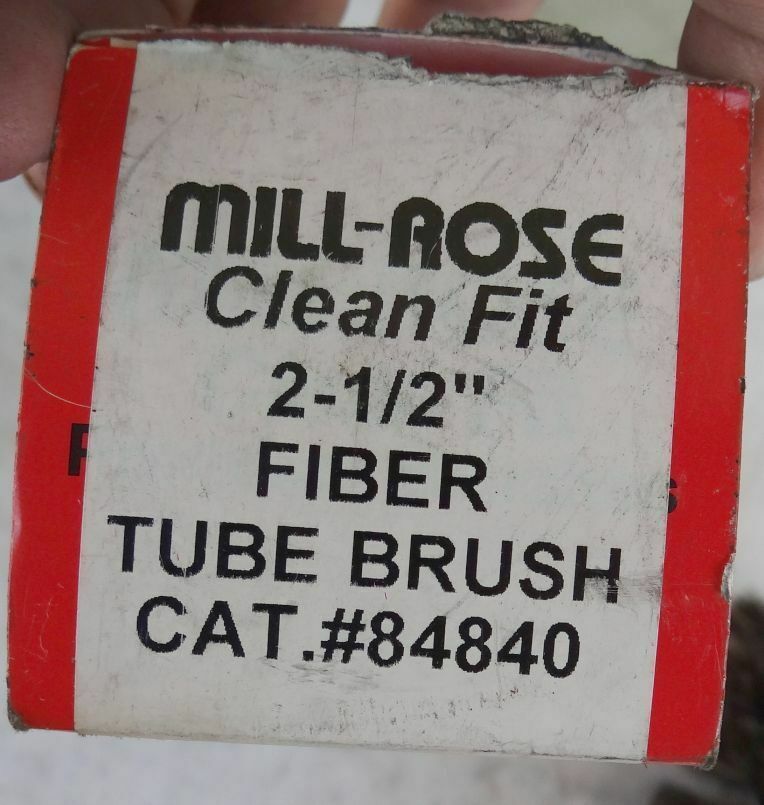 MILL-ROSE
Clean Fit
2-1/2"
FIBER
TUBE BRUSH
CAT.#84840